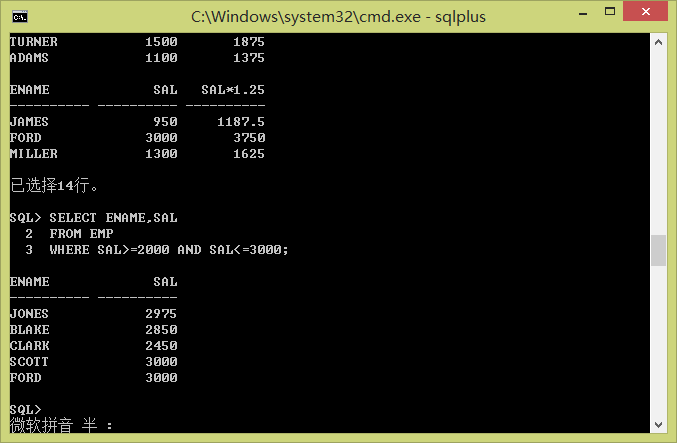 C:\Windows\system32\cmd.exe - sqlplus
TURNER           1500       1875
ADAMS            1100       1375
ENAME             SAL   SAL*1.25
---------- ---------- ----------
JAMES             950     1187.5
FORD             3000       3750
MILLER           1300       1625
已选择14行。
SQL> SELECT ENAME,SAL
  2  FROM EMP
  3  WHERE SAL>=2000 AND SAL<=3000;
ENAME             SAL
---------- ----------
JONES            2975
BLAKE            2850
CLARK            2450
SCOTT            3000
FORD             3000
SQL>
微软拼音 半 :